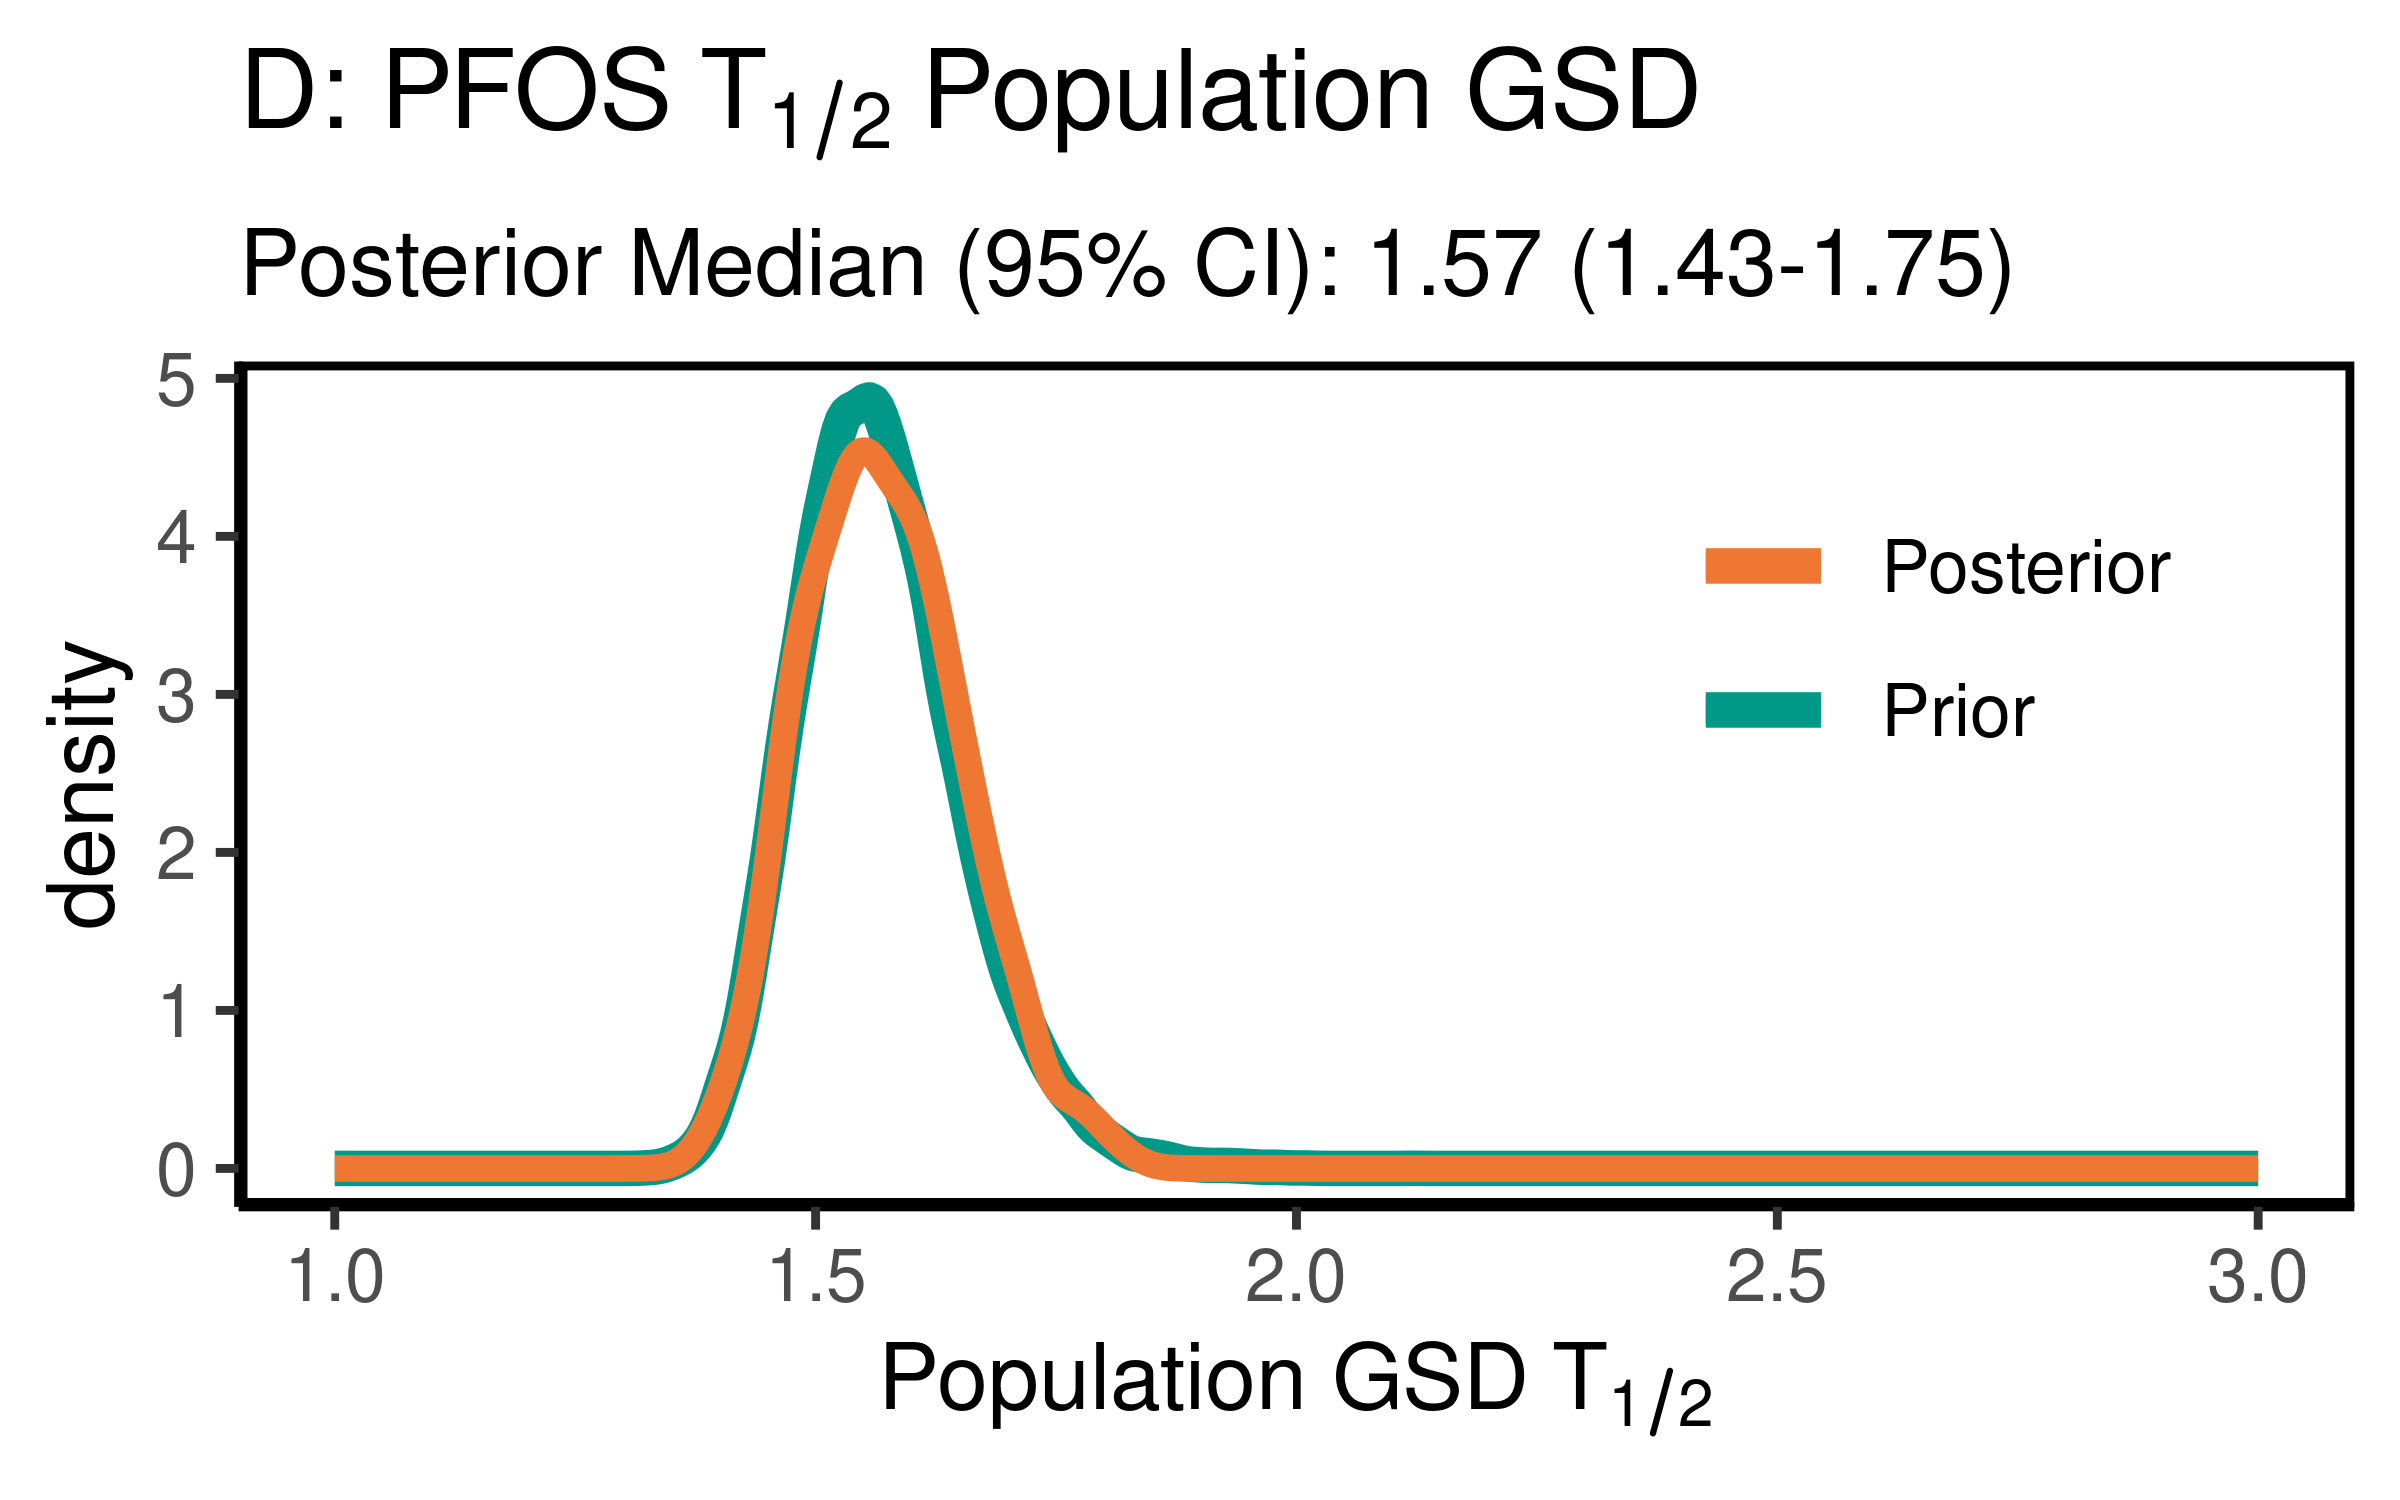 D: PFOS T1/2 Population GSD
Posterior Median (95% CI): 1.57 (1.43-1.75)
5
4
3
2
1
0
density
Posterior
Prior
1.0 1.5 2.0 2.5 3.0
Population GSD T1/2